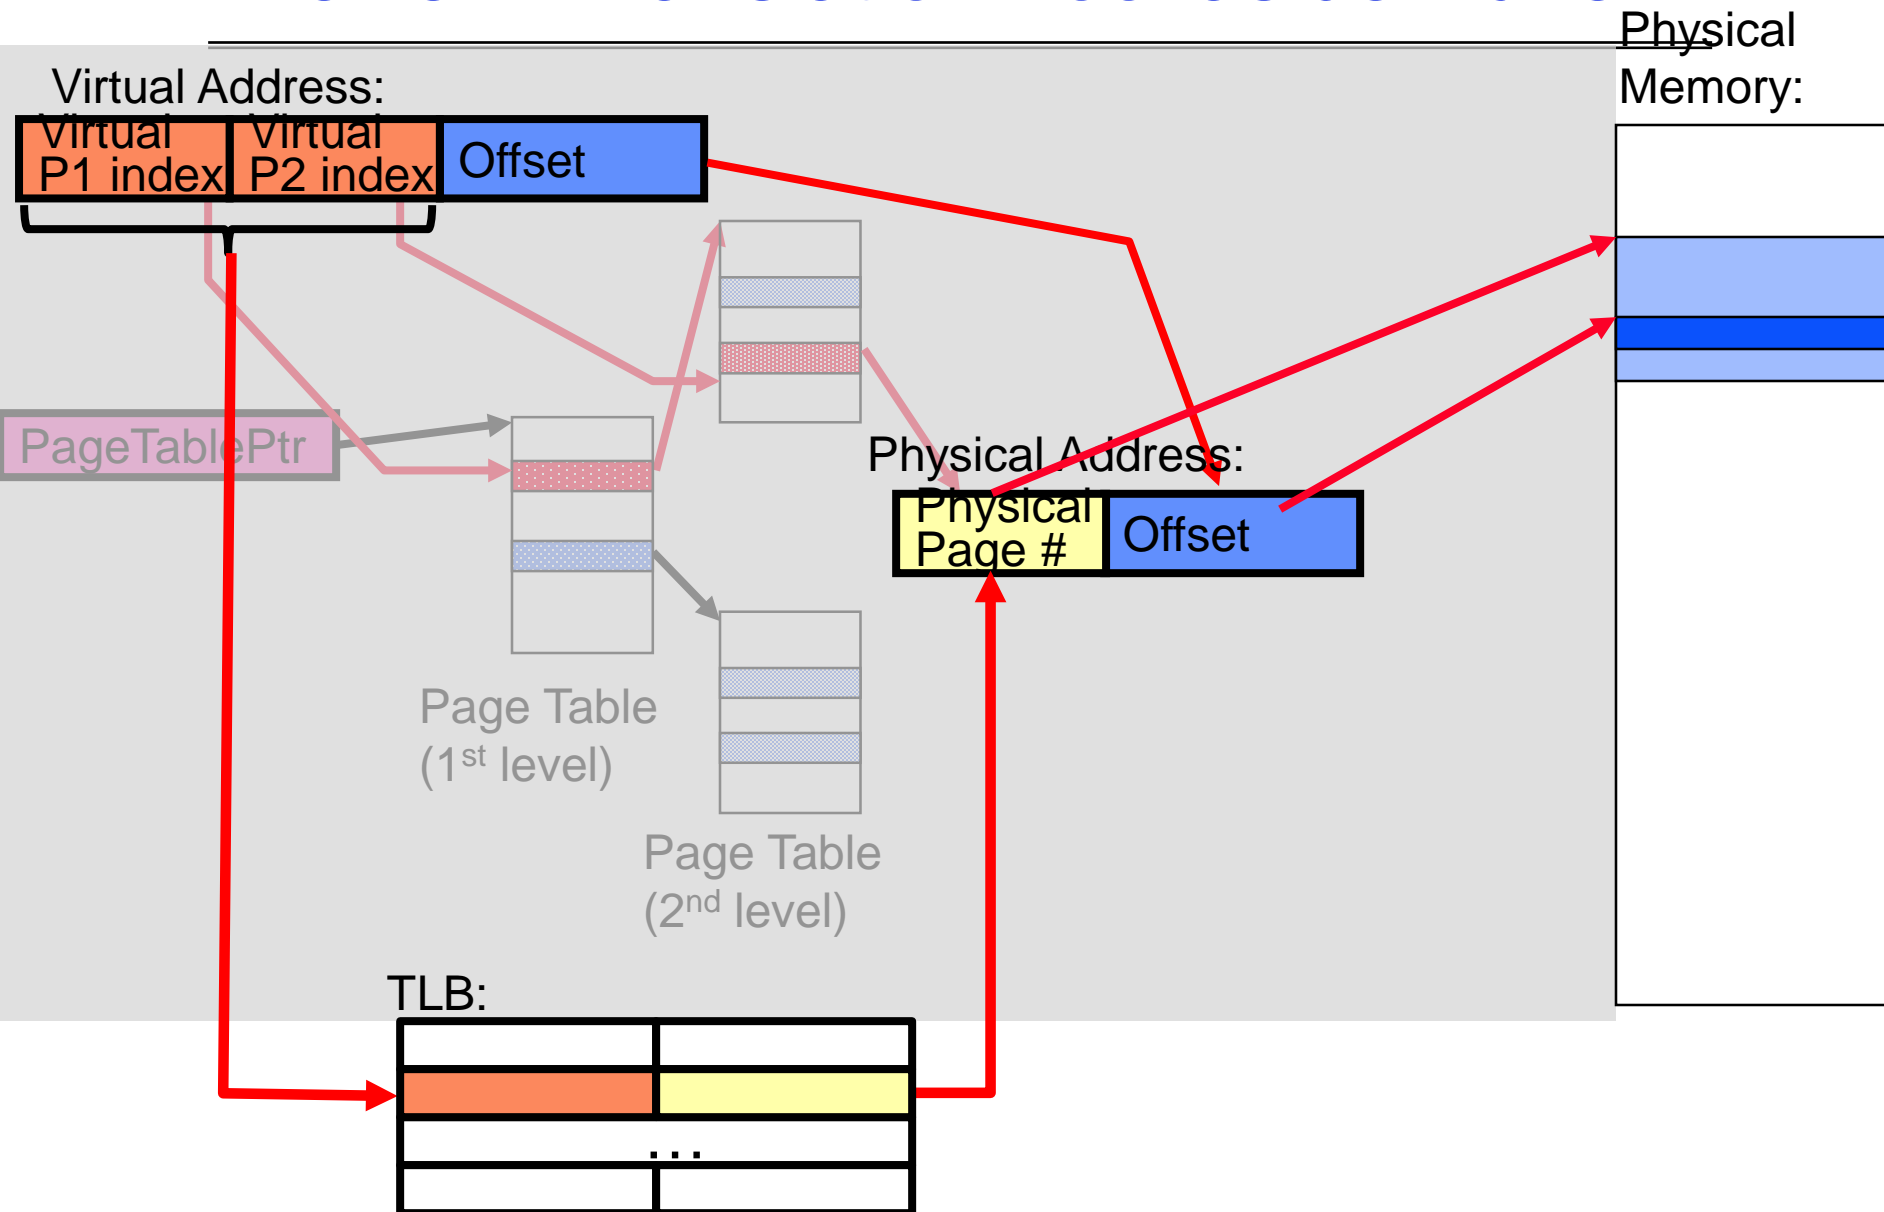 Physical
Memory:
Virtual Address:
Virtual
P1 index
Virtual
P2 index
Offset
PageTablePtr
Physical Address:
Physical
Page #
Offset
Page Table
(1st level)
Page Table
(2nd level)
TLB:
...